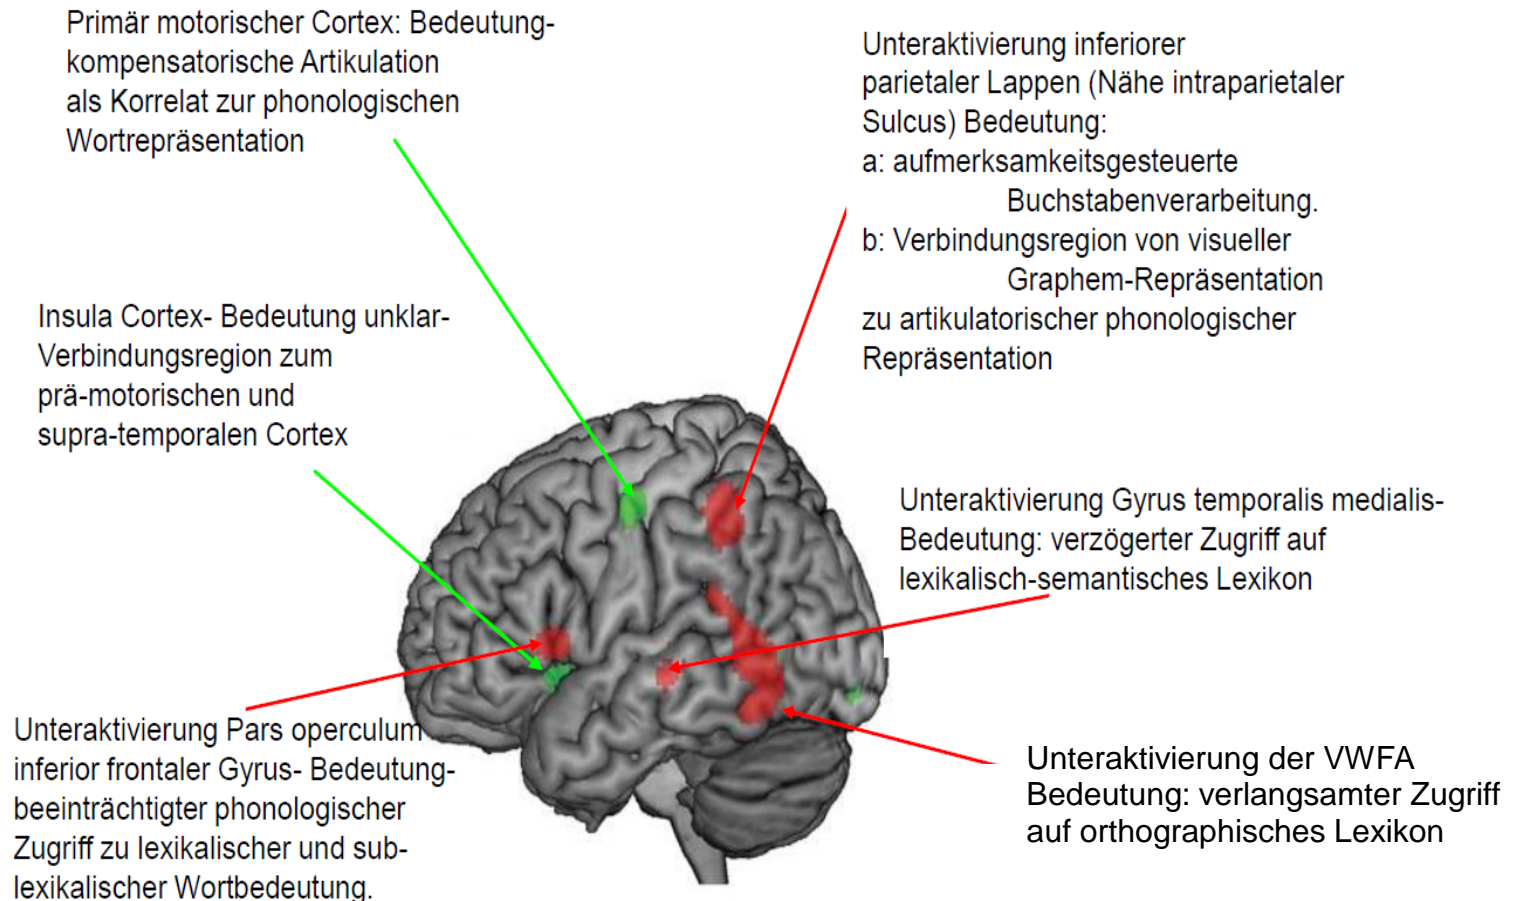 Primär motorischer Cortex: Bedeutung-
kompensatorische Artikulation
als Korrelat zur phonologischen
Wortrepräsentation
Unteraktivierung inferiorer
parietaler Lappen (Nähe intraparietaler
Sulcus) Bedeutung:
a: aufmerksamkeitsgesteuerte
Buchstabenverarbeitung.
b: Verbindungsregion von visueller
Graphem-Repräsentation
zu artikulatorischer phonologischer
Repräsentation
Insula Cortex- Bedeutung unklar-
Verbindungsregion zum
prä-motorischen und
supra-temporalen Cortex
Unteraktivierung Gyrus temporalis medialis-
Bedeutung: verzögerter Zugriff auf
lexikalisch-semantisches Lexikon
Unteraktivierung Pars operculum
inferior frontaler Gyrus- Bedeutung-
beeinträchtigter phonologischer
Zugriff zu lexikalischer und sub-
lexikalischer Wortbedeutung.
Unteraktivierung der VWFA
Bedeutung: verlangsamter Zugriff
auf orthographisches Lexikon